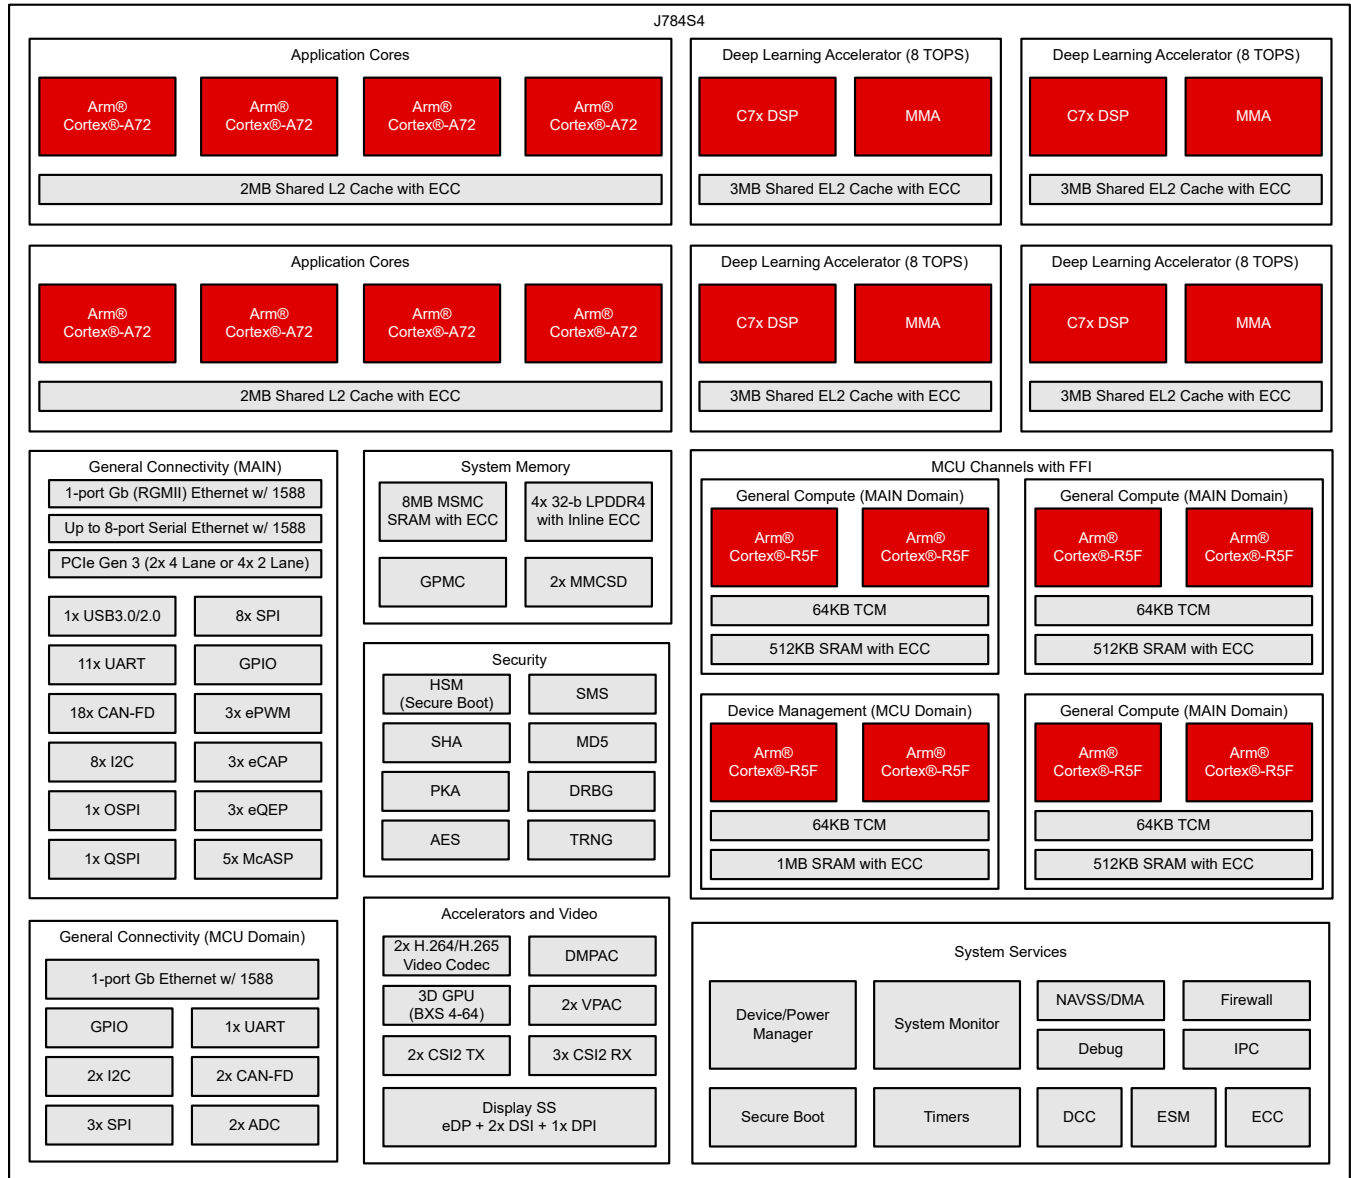 J784S4
Application Cores
Arm®
Cortex®-A72
Arm®
Cortex®-A72
Arm®
Cortex®-A72
Arm®
Cortex®-A72
2MB Shared L2 Cache with ECC
Deep Learning Accelerator (8 TOPS)
C7x DSP
MMA
3MB Shared EL2 Cache with ECC
Deep Learning Accelerator (8 TOPS)
C7x DSP
MMA
3MB Shared EL2 Cache with ECC
Application Cores
Arm®
Cortex®-A72
Arm®
Cortex®-A72
Arm®
Cortex®-A72
Arm®
Cortex®-A72
2MB Shared L2 Cache with ECC
Deep Learning Accelerator (8 TOPS)
C7x DSP
MMA
3MB Shared EL2 Cache with ECC
Deep Learning Accelerator (8 TOPS)
C7x DSP
MMA
3MB Shared EL2 Cache with ECC
General Connectivity (MAIN)
1-port Gb (RGMII) Ethernet w/ 1588
Up to 8-port Serial Ethernet w/ 1588
PCIe Gen 3 (2x 4 Lane or 4x 2 Lane)
1x USB3.0/2.0
8x SPI
11x UART
GPIO
18x CAN-FD
3x ePWM
8x I2C
3x eCAP
1x OSPI
3x eQEP
1x QSPI
5x McASP
System Memory
8MB MSMC
SRAM with ECC
4x 32-b LPDDR4
with Inline ECC
GPMC
2x MMCSD
Security
HSM
(Secure Boot)
SMS
SHA
MD5
PKA
DRBG
AES
TRNG
MCU Channels with FFI
General Compute (MAIN Domain)
Arm®
Cortex®-R5F
Arm®
Cortex®-R5F
64KB TCM
512KB SRAM with ECC
General Compute (MAIN Domain)
Arm®
Cortex®-R5F
Arm®
Cortex®-R5F
64KB TCM
512KB SRAM with ECC
Device Management (MCU Domain)
Arm®
Cortex®-R5F
Arm®
Cortex®-R5F
64KB TCM
1MB SRAM with ECC
General Compute (MAIN Domain)
Arm®
Cortex®-R5F
Arm®
Cortex®-R5F
64KB TCM
512KB SRAM with ECC
General Connectivity (MCU Domain)
1-port Gb Ethernet w/ 1588
GPIO
1x UART
2x I2C
2x CAN-FD
3x SPI
2x ADC
Accelerators and Video
2x H.264/H.265
Video Codec
DMPAC
3D GPU
(BXS 4-64)
2x VPAC
2x CSI2 TX
3x CSI2 RX
Display SS
eDP + 2x DSI + 1x DPI
System Services
Device/Power
Manager
System Monitor
NAVSS/DMA
Firewall
Debug
IPC
Secure Boot
Timers
DCC
ESM
ECC